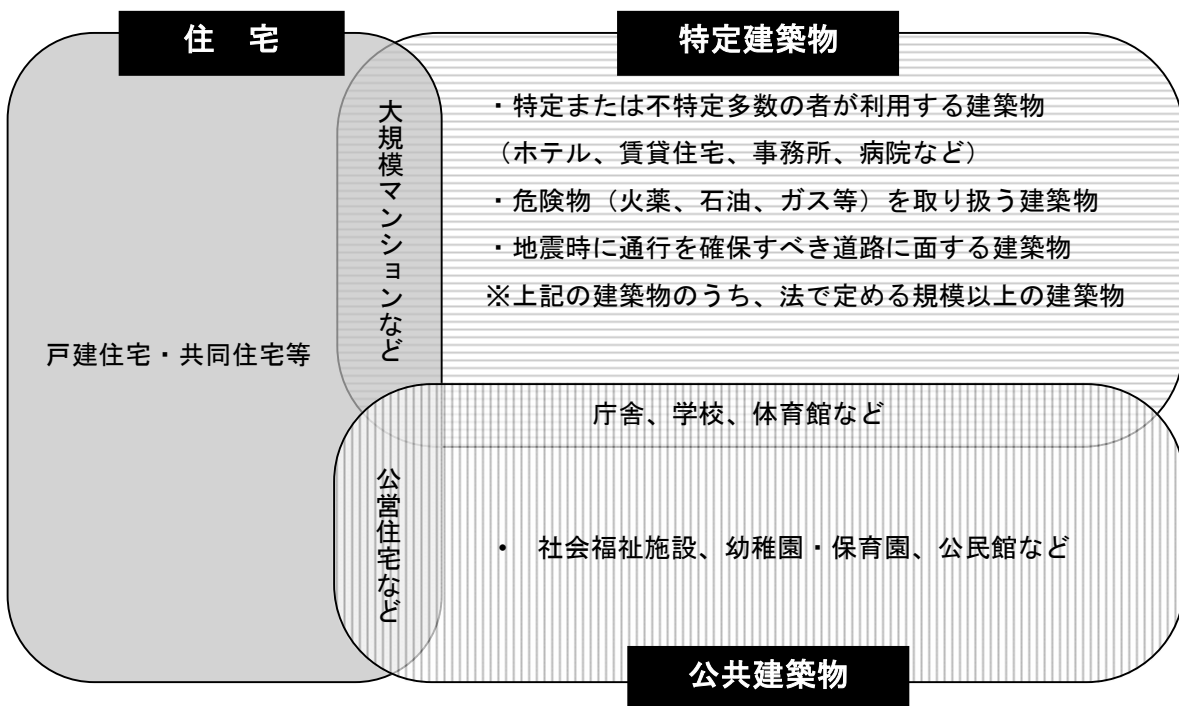 住　宅
特定建築物
大規模マンションなど
・特定または不特定多数の者が利用する建築物
（ホテル、賃貸住宅、事務所、病院など）
・危険物（火薬、石油、ガス等）を取り扱う建築物
・地震時に通行を確保すべき道路に面する建築物
※上記の建築物のうち、法で定める規模以上の建築物
戸建住宅・共同住宅等
庁舎、学校、体育館など
公営住宅など
• 社会福祉施設、幼稚園・保育園、公民館など
公共建築物